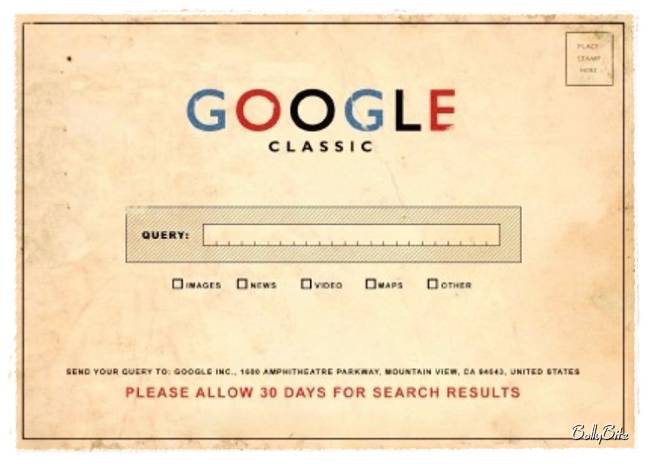 PLACE
STAMP
HERE
GOOGLE
CLASSIC
QUERY:
IMAGES NEWS VIDEO MAPS OTHER
SEND YOUR QUERY TO: GOOGLE INC., 1600 AMPHITHEATRE PARKWAY, MOUNTAIN VIEW, CA 94043, UNITED STATES
PLEASE ALLOW 30 DAYS FOR SEARCH RESULTS
BollyBite